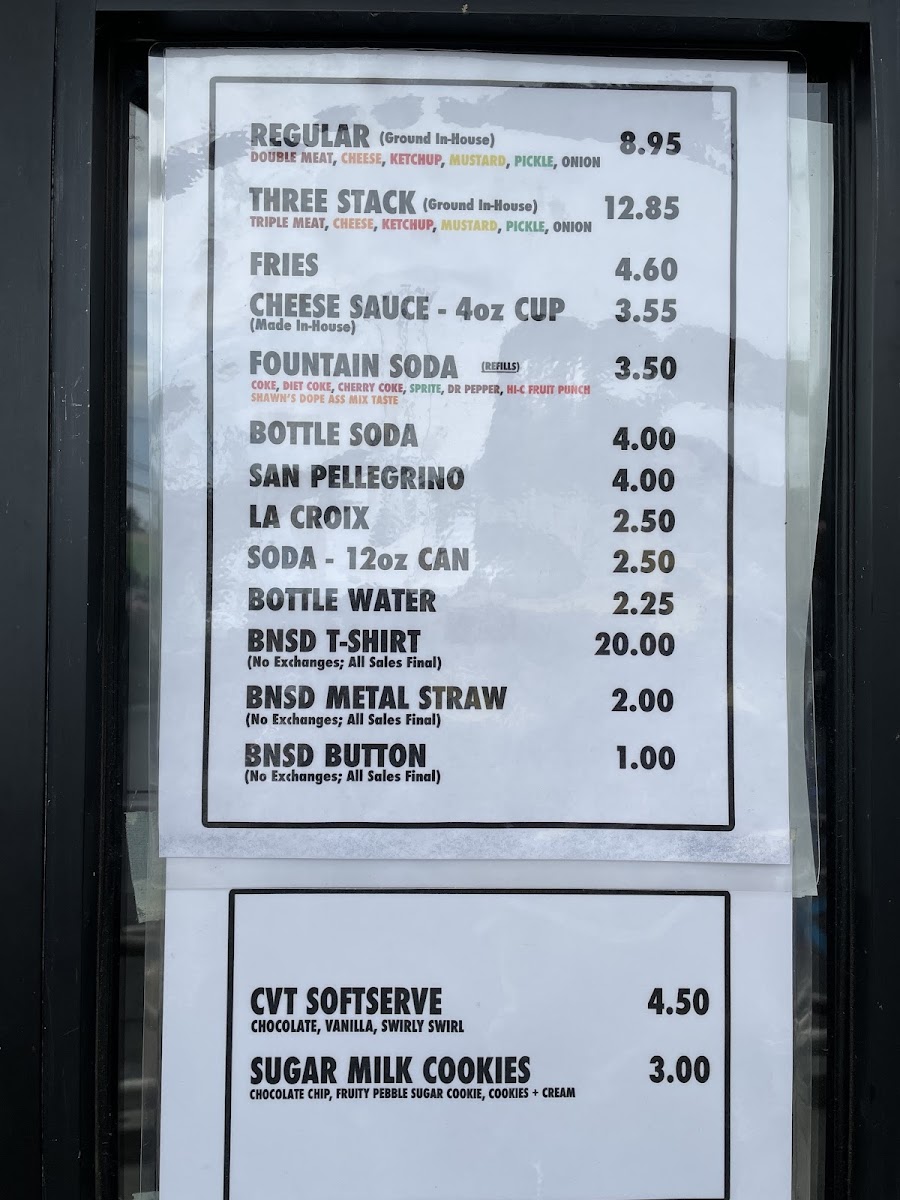 REGULAR (Ground In-House) 8.95
DOUBLE MEAT, CHEESE, KETCHUP, MUSTARD, PICKLE, ONION
THREE STACK (Ground In-House) 12.85
TRIPLE MEAT, CHEESE, KETCHUP, MUSTARD, PICKLE, ONION
FRIES 4.60
CHEESE SAUCE - 4oz CUP 3.55
(Made In-House)
FOUNTAIN SODA (REFILLS) 3.50
COKE, DIET COKE, CHERRY COKE, SPRITE, DR PEPPER, HI-C FRUIT PUNCH
SHAWN'S DOPE ASS MIX TASTE
BOTTLE SODA 4.00
SAN PELLEGRINO 4.00
LA CROIX 2.50
SODA - 12oz CAN 2.50
BOTTLE WATER 2.25
BNSD T-SHIRT 20.00
(No Exchanges; All Sales Final)
BNSD METAL STRAW 2.00
(No Exchanges; All Sales Final)
BNSD BUTTON 1.00
(No Exchanges; All Sales Final)
CVT SOFTSERVE 4.50
CHOCOLATE, VANILLA, SWIRLY SWIRL
SUGAR MILK COOKIES 3.00
CHOCOLATE CHIP, FRUITY PEBBLE SUGAR COOKIE, COOKIES + CREAM